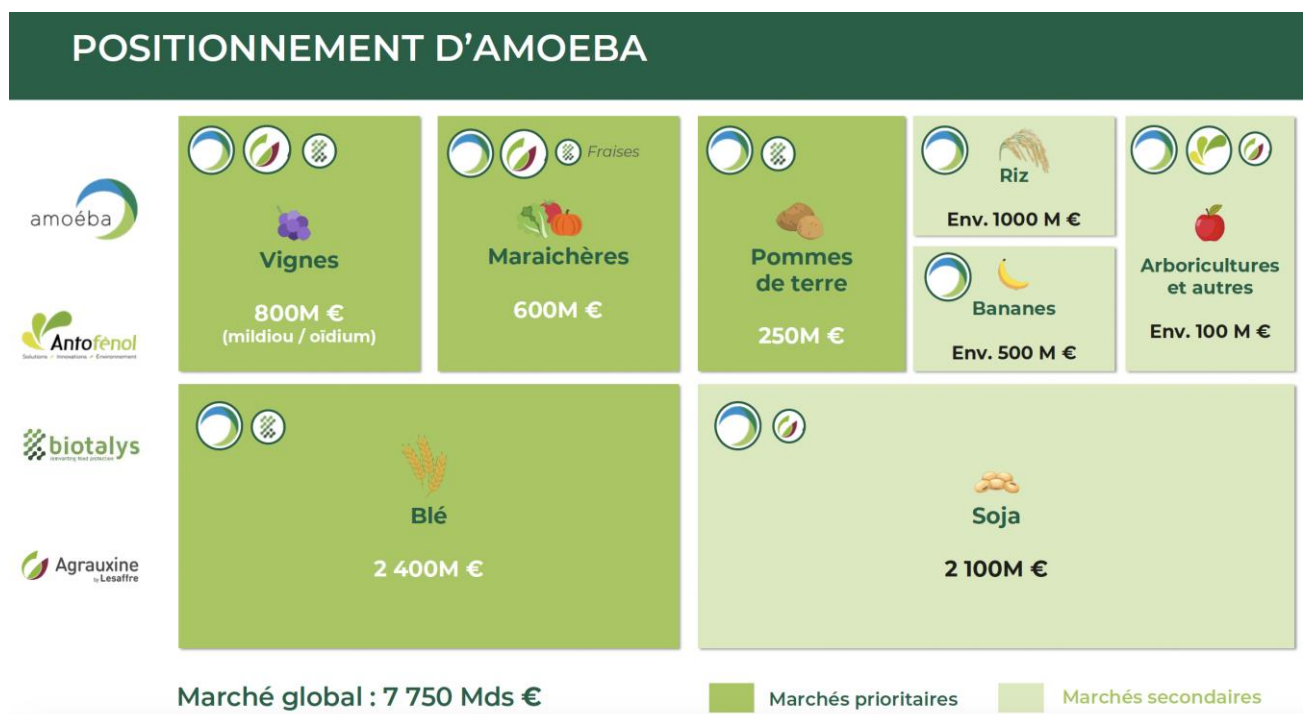 POSITIONNEMENT D'AMOEBA
amoéba
Antofénol
Solutions / Innovations / Environnement
biotalys
Agrauxine
by Lesaffre
Vignes
800M €
(mildiou / oïdium)
Fraises
Maraichères
600M €
Pommes
de terre
250M €
Riz
Env. 1000 M €
Bananes
Env. 500 M €
Arboricultures
et autres
Env. 100 M €
Blé
2 400M €
Soja
2 100M €
Marché global : 7 750 Mds €
Marchés prioritaires
Marchés secondaires